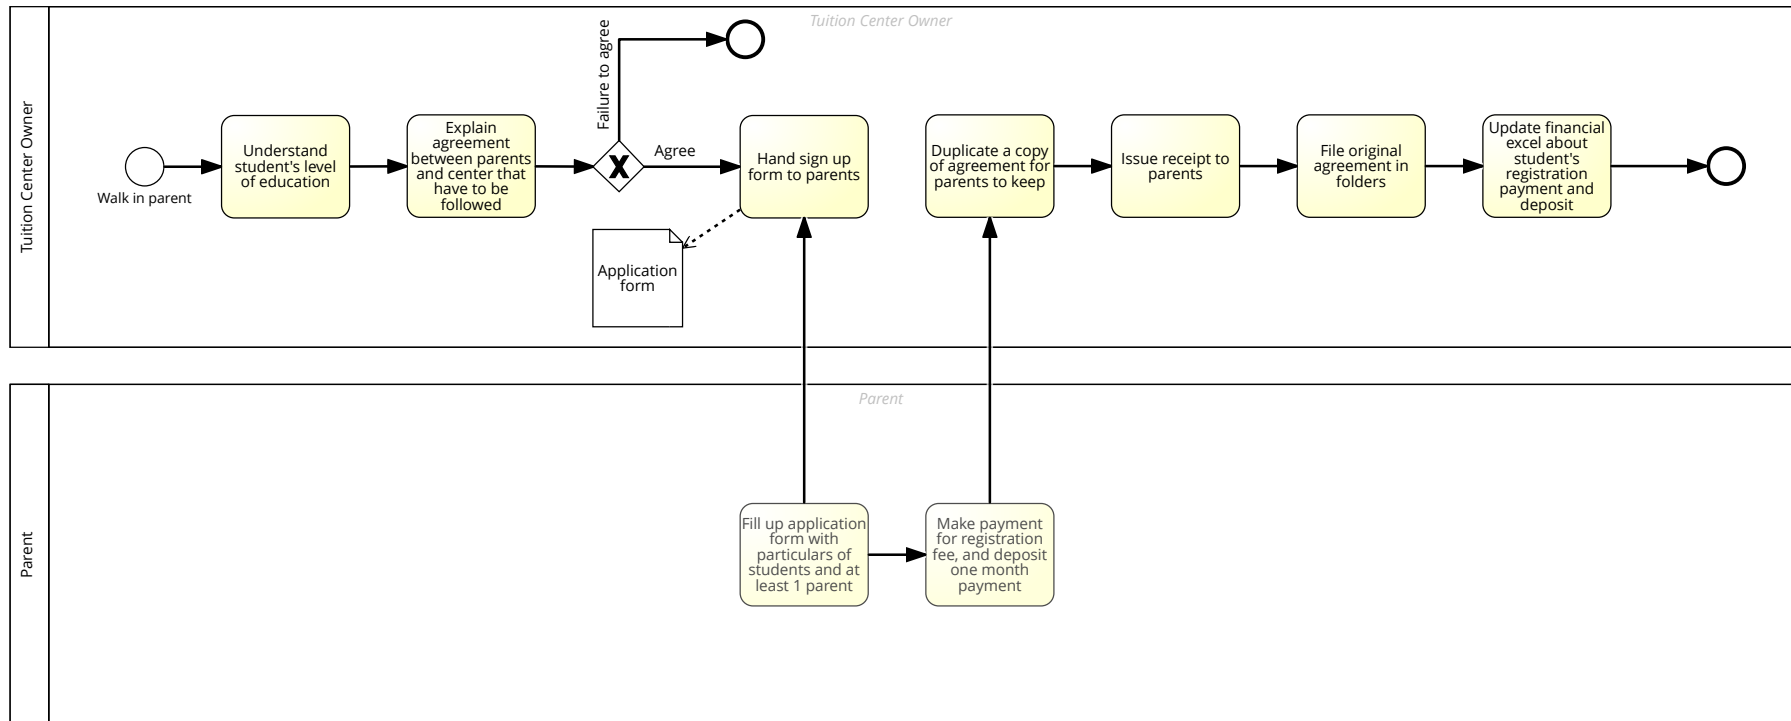 Tuition Center Owner
Tuition Center Owner
Failure to agree
Walk in parent
Understand
student's level
of education
Explain
agreement
between parents
and center that
have to be
followed
Agree
Hand sign up
form to parents
Application
form
Duplicate a copy
of agreement for
parents to keep
Issue receipt to
parents
File original
agreement in
folders
Update financial
excel about
student's
registration
payment and
deposit
Parent
Parent
Fill up application
form with
particulars of
students and at
least 1 parent
Make payment
for registration
fee, and deposit
one month
payment